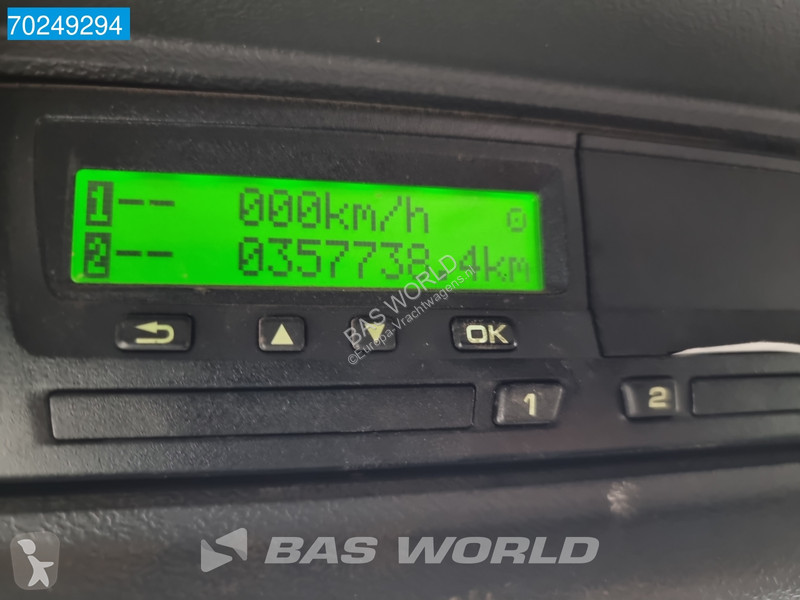 70249294
1-- 000km/h
2-- 0357738.4km
BAS WORLD
©Europa-Vrachtwagens.nl
OK
1
2
BAS WORLD